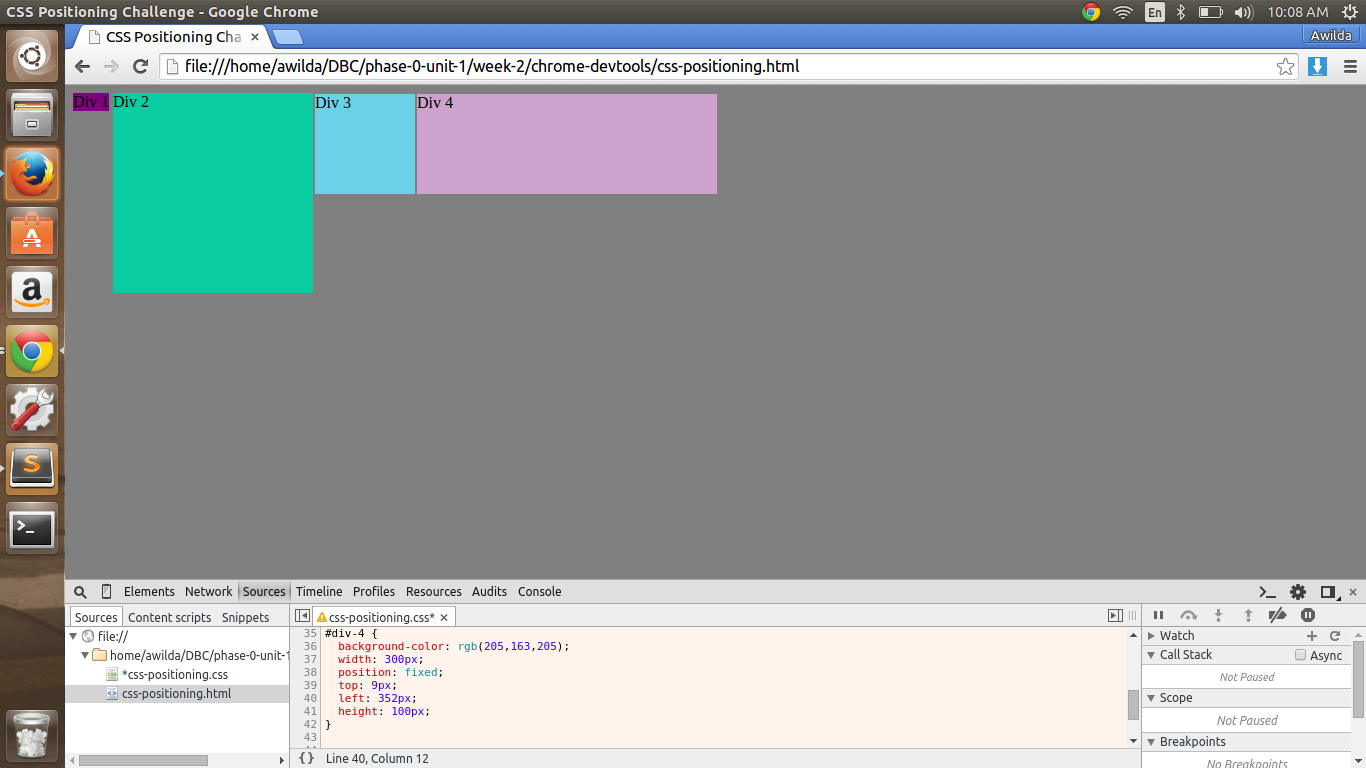 CSS Positioning Challenge - Google Chrome
En
10:08 AM
CSS Positioning Cha
Awilda
file:///home/awilda/DBC/phase-0-unit-1/week-2/chrome-devtools/css-positioning.html
Div 1
Div 2
Div 3
Div 4
Elements Network Sources Timeline Profiles Resources Audits Console
Sources Content scripts Snippets
file://
home/awilda/DBC/phase-0-unit-1
*css-positioning.css
css-positioning.html
css-positioning.css*
35 #div-4 {
36 background-color: rgb(205,163,205);
37 width: 300px;
38 position: fixed;
39 top: 9px;
40 left: 352px;
41 height: 100px;
42 }
43
{} Line 40, Column 12
Watch
Call Stack Async
Not Paused
Scope
Not Paused
Breakpoints
No Breakpoints